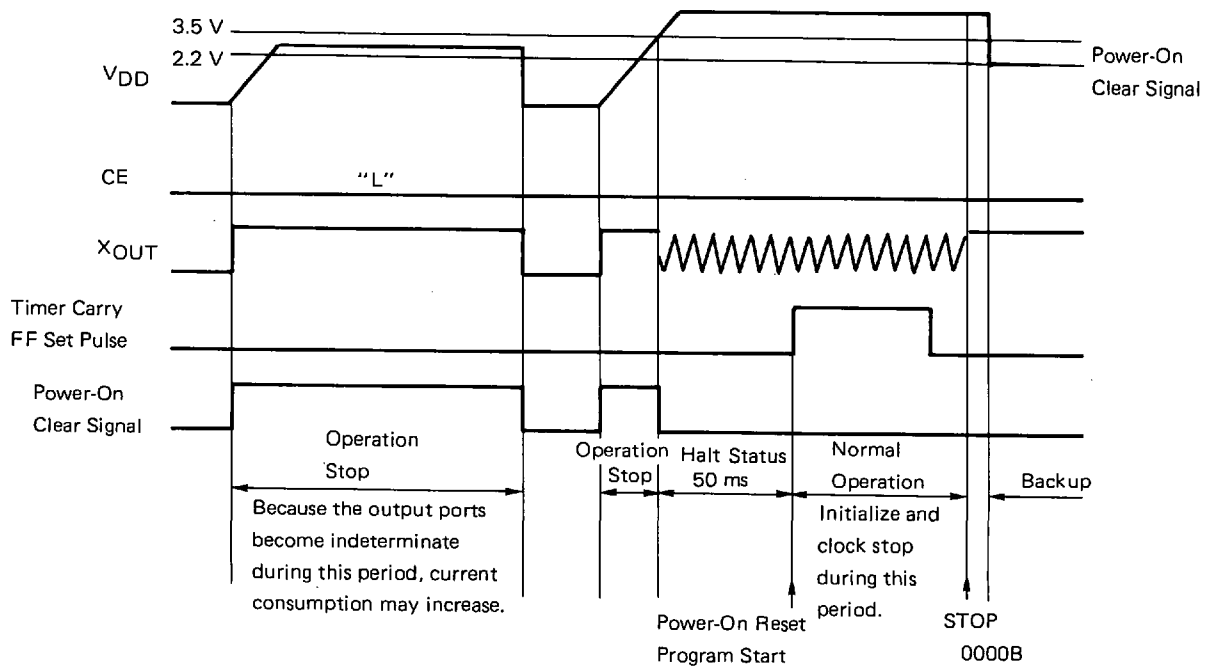 3.5 V
2.2 V
VDD
Power-On
Clear Signal
CE
"L"
XOUT
Timer Carry
FF Set Pulse
Power-On
Clear Signal
Operation
Stop
Operation
Stop
Halt Status
50 ms
Normal
Operation
Backup
Because the output ports
become indeterminate
during this period, current
consumption may increase.
Initialize and
clock stop
during this
period.
Power-On Reset
Program Start
STOP
0000B